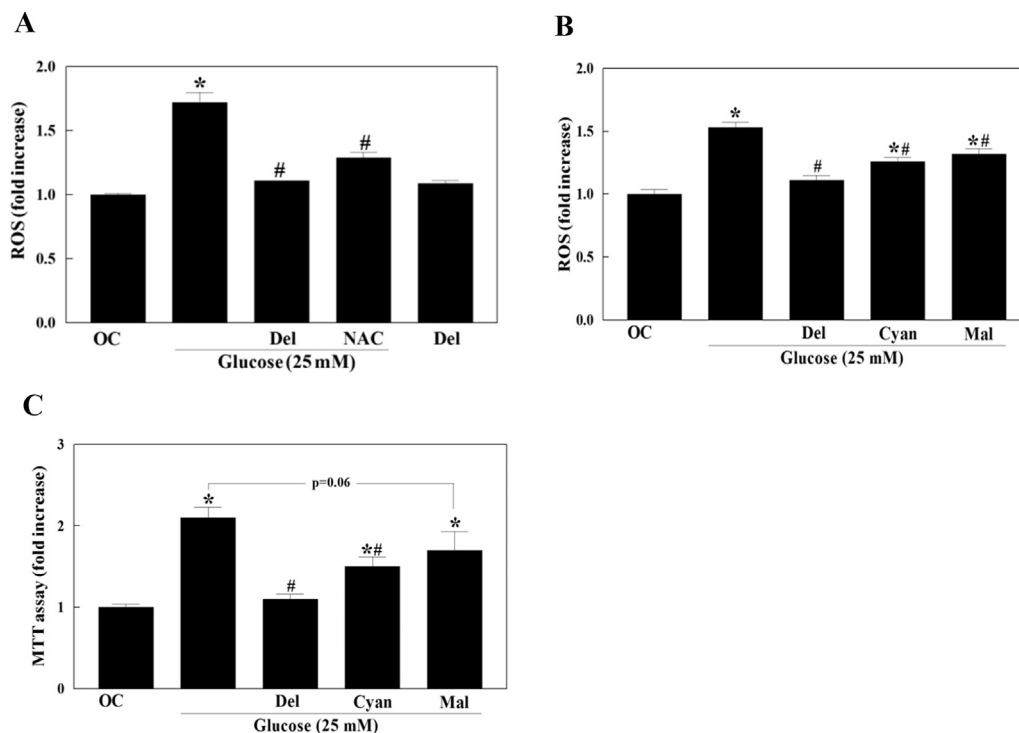 A
ROS (fold increase)
2.0
1.5
1.0
0.5
0.0
*
#
#
OC
Del
NAC
Del
Glucose (25 mM)
B
ROS (fold increase)
2.0
1.5
1.0
0.5
0.0
*
#
*#
*#
OC
Del
Cyan
Mal
Glucose (25 mM)
C
MTT assay (fold increase)
3
2
1
0
p=0.06
*
#
*#
*
OC
Del
Cyan
Mal
Glucose (25 mM)